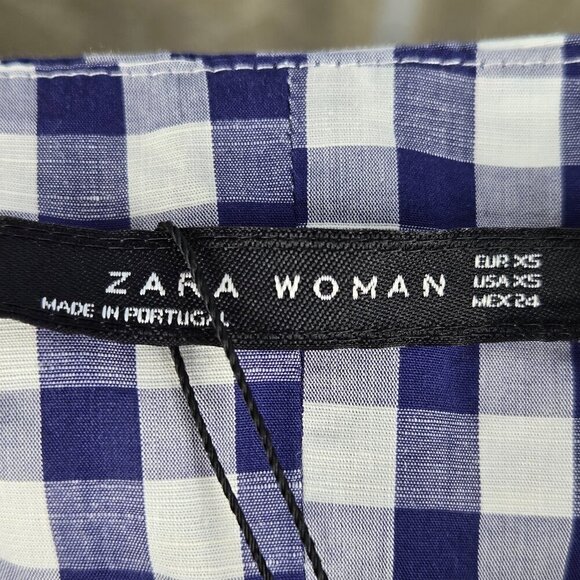 ZARA WOMAN
MADE IN PORTUGAL
EUR XS
USA XS
MEX 24